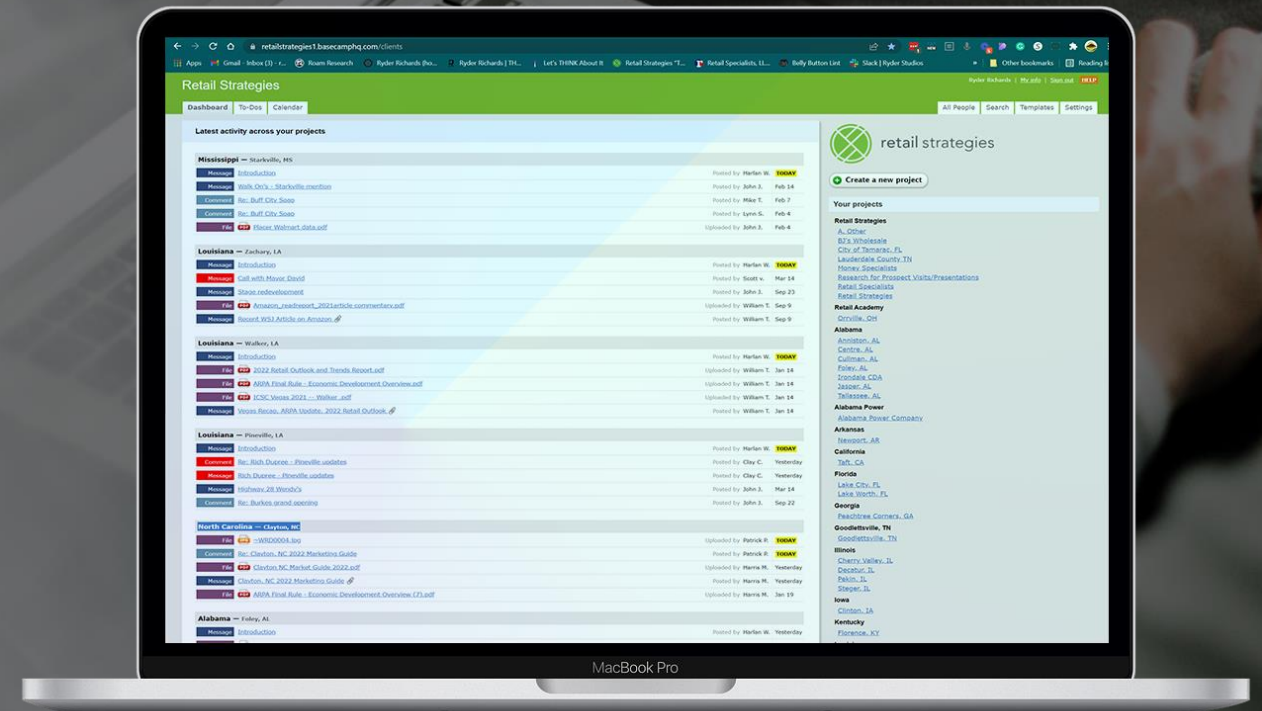 retailstrategies1.basecamphq.com/clients
Apps Gmail - Inbox (3) - r... Roam Research Ryder Richards (ho... Ryder Richards | TH... Let's THINK About It Retail Strategies "T... Retail Specialists, LL... Belly Button Lint Slack | Ryder Studios » Other bookmarks Reading li
Retail Strategies
Ryder Richards | My info | Sign out HELP
Dashboard To-Dos Calendar All People Search Templates Settings
Latest activity across your projects
Mississippi — Starkville, MS
Message Introduction Posted by Harlan W. TODAY
Message Walk On's - Starkville mention Posted by John J. Feb 14
Comment Re: Buff City Soap Posted by Mike T. Feb 7
Comment Re: Buff City Soap Posted by Lynn S. Feb 4
File PDF Placer Walmart data.pdf Uploaded by John J. Feb 4
Louisiana — Zachary, LA
Message Introduction Posted by Harlan W. TODAY
Message Call with Mayor David Posted by Scott v. Mar 14
Message Stage redevelopment Posted by John J. Sep 23
File PDF Amazon_readreport_2021article-commentary.pdf Uploaded by William T. Sep 9
Message Recent WSJ Article on Amazon Posted by William T. Sep 9
Louisiana — Walker, LA
Message Introduction Posted by Harlan W. TODAY
File PDF 2022 Retail Outlook and Trends Report.pdf Uploaded by William T. Jan 14
File PDF ARPA Final Rule - Economic Development Overview.pdf Uploaded by William T. Jan 14
File PDF ICSC Vegas 2021 -- Walker .pdf Uploaded by William T. Jan 14
Message Vegas Recap, ARPA Update, 2022 Retail Outlook Posted by William T. Jan 14
Louisiana — Pineville, LA
Message Introduction Posted by Harlan W. TODAY
Comment Re: Rich Dupree - Pineville updates Posted by Clay C. Yesterday
Message Rich Dupree - Pineville updates Posted by Clay C. Yesterday
Message Highway 28 Wendy's Posted by John J. Mar 14
Comment Re: Burkes grand opening Posted by John J. Sep 22
North Carolina — Clayton, NC
File ~WRD0004.jpg Uploaded by Patrick P. TODAY
Comment Re: Clayton, NC 2022 Marketing Guide Posted by Patrick P. TODAY
File PDF Clayton NC Market Guide 2022.pdf Uploaded by Harris M. Yesterday
Message Clayton, NC 2022 Marketing Guide Posted by Harris M. Yesterday
File PDF ARPA Final Rule - Economic Development Overview (7).pdf Uploaded by Harris M. Jan 19
Alabama — Foley, AL
Message Introduction Posted by Harlan W. Yesterday
retail strategies
Create a new project
Your projects
Retail Strategies
A. Other
BJ's Wholesale
City of Tamarac, FL
Lauderdale County TN
Money Specialists
Research for Prospect Visits/Presentations
Retail Specialists
Retail Strategies
Retail Academy
Orrville, OH
Alabama
Anniston, AL
Centre, AL
Cullman, AL
Foley, AL
Irondale CDA
Jasper, AL
Tallassee, AL
Alabama Power
Alabama Power Company
Arkansas
Newport, AR
California
Taft, CA
Florida
Lake City, FL
Lake Worth, FL
Georgia
Peachtree Corners, GA
Goodlettsville, TN
Goodlettsville, TN
Illinois
Cherry Valley, IL
Decatur, IL
Pekin, IL
Steger, IL
Iowa
Clinton, IA
Kentucky
Florence, KY
MacBook Pro